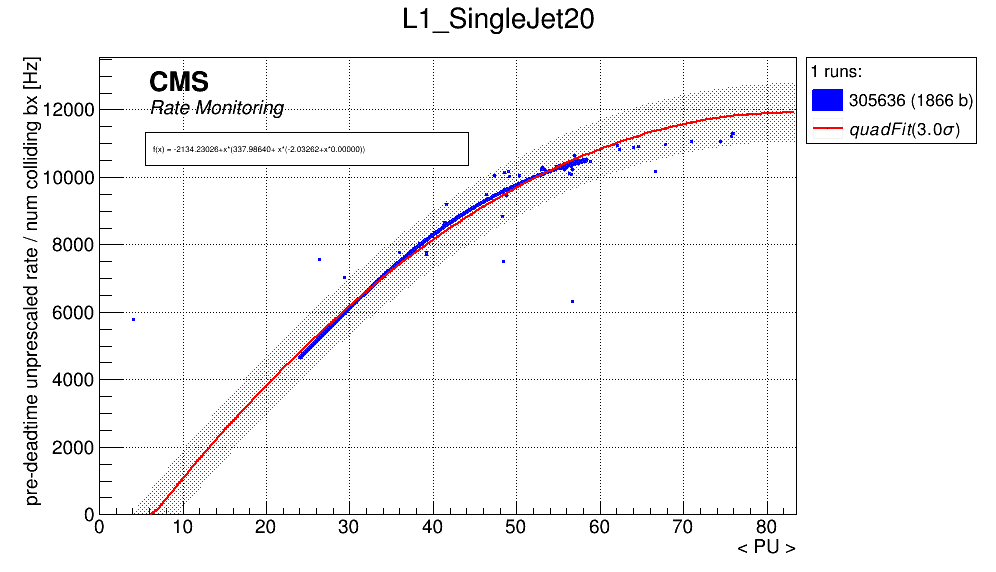 L1_SingleJet20
pre-deadtime unprescaled rate / num colliding bx [Hz]
CMS
Rate Monitoring
f(x) = -2134.23026+x*(337.98640+ x*(-2.03262+x*0.00000))
12000
10000
8000
6000
4000
2000
0
0 10 20 30 40 50 60 70 80
< PU >
1 runs:
305636 (1866 b)
quadFit(3.0σ)